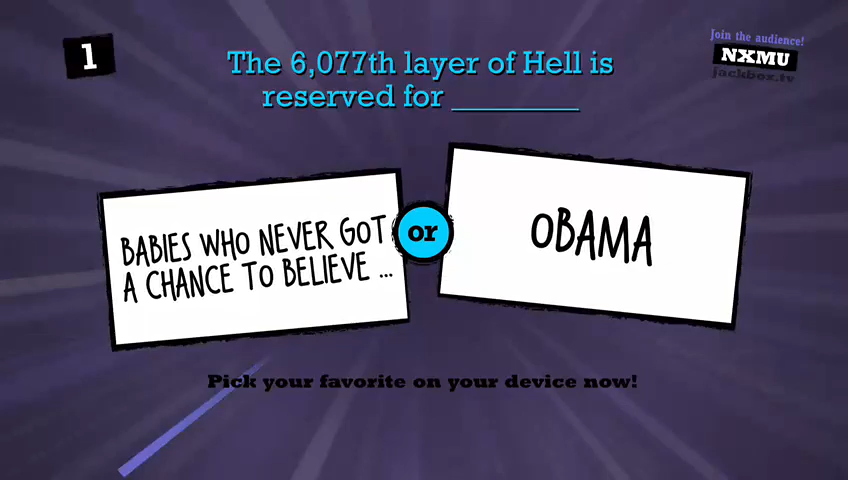 1
The 6,077th layer of Hell is
reserved for ________
Join the audience!
NXMU
jackbox.tv
BABIES WHO NEVER GOT
A CHANCE TO BELIEVE ...
or
OBAMA
Pick your favorite on your device now!